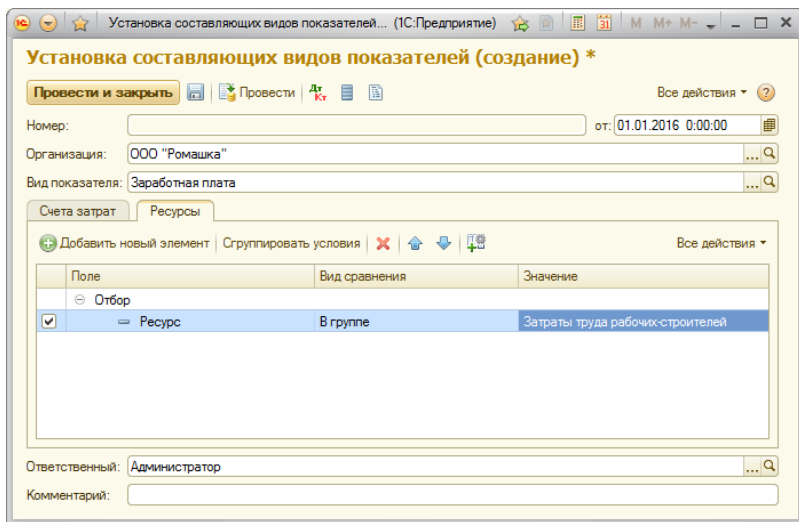 Установка составляющих видов показателей... (1С:Предприятие) M M+ M-
Установка составляющих видов показателей (создание) *
Провести и закрыть Провести Дт Кт Все действия ?
Номер: от: 01.01.2016 0:00:00
Организация: ООО "Ромашка" ...
Вид показателя: Заработная плата ...
Счета затрат Ресурсы
Добавить новый элемент Сгруппировать условия Все действия
Поле Вид сравнения Значение
Отбор
Ресурс В группе Затраты труда рабочих-строителей
Ответственный: Администратор ...
Комментарий: